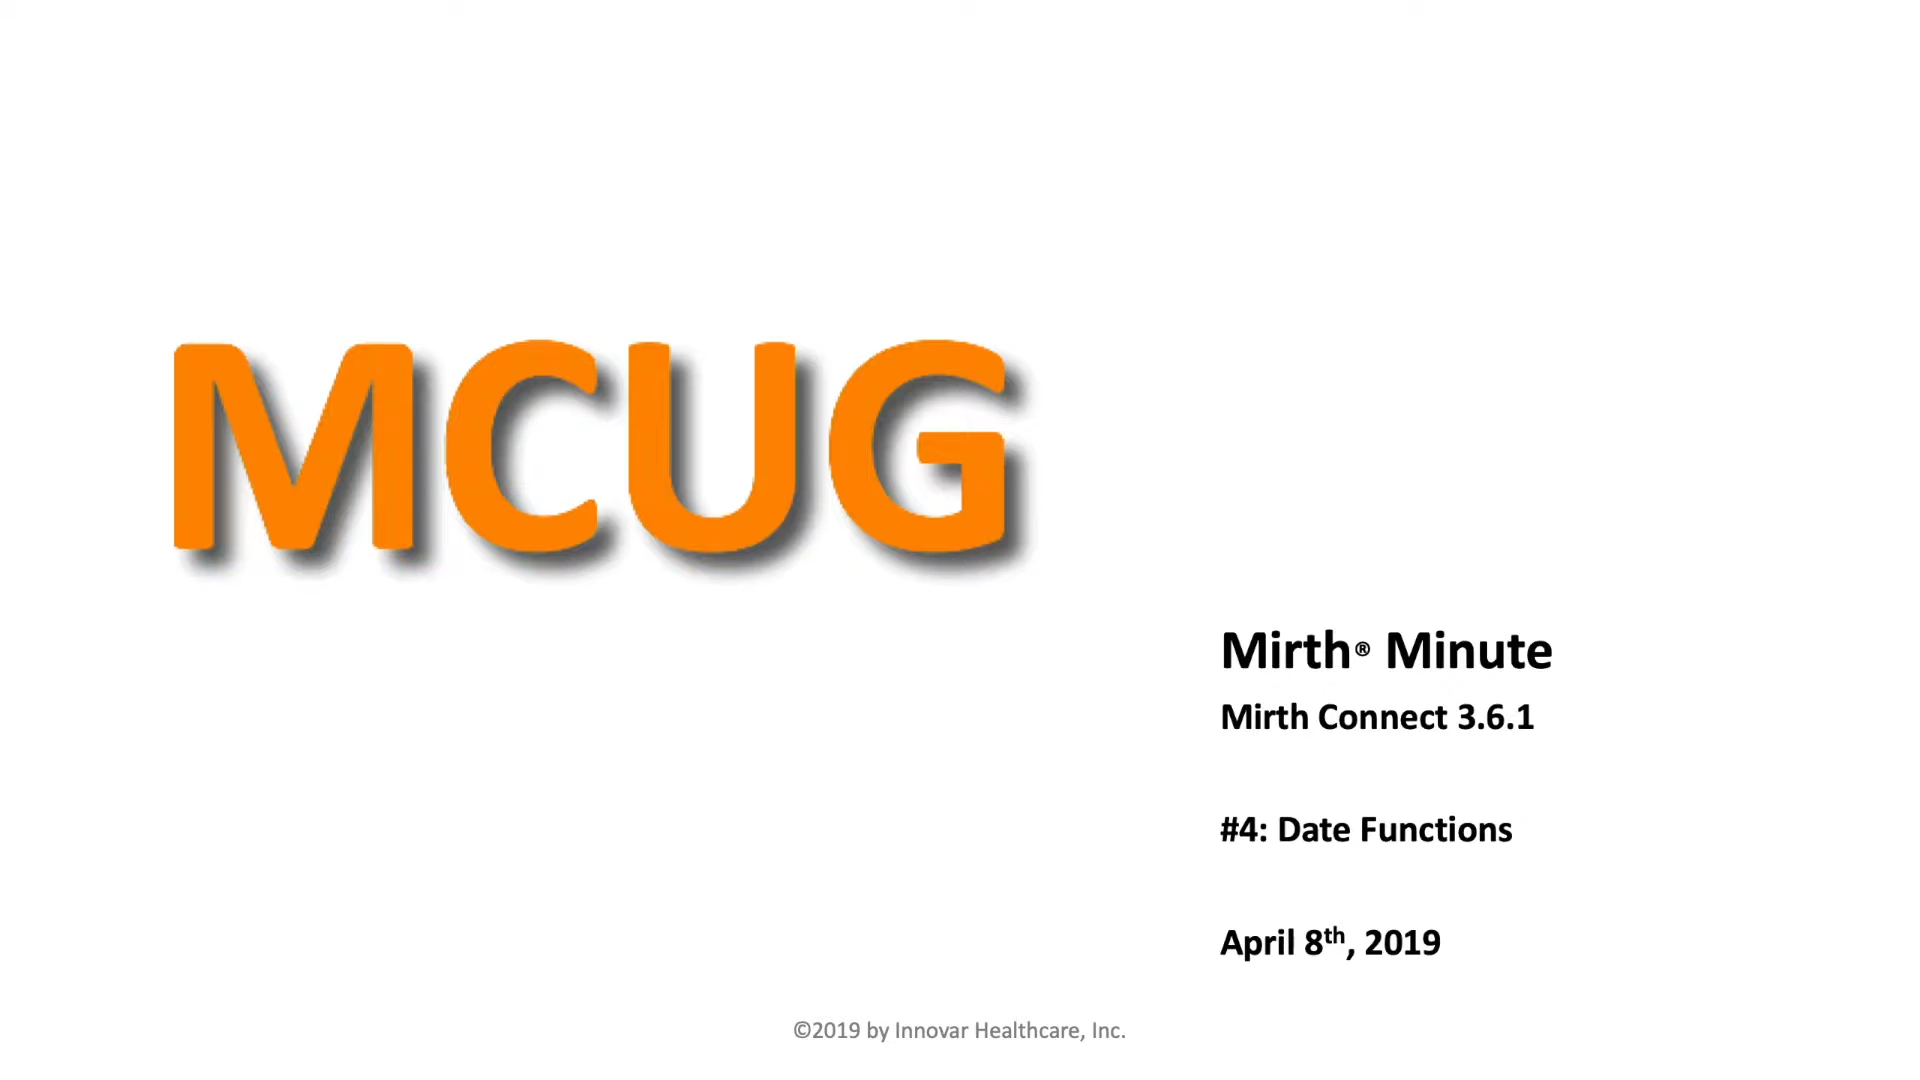 MCUG
Mirth® Minute
Mirth Connect 3.6.1
#4: Date Functions
April 8th, 2019
©2019 by Innovar Healthcare, Inc.